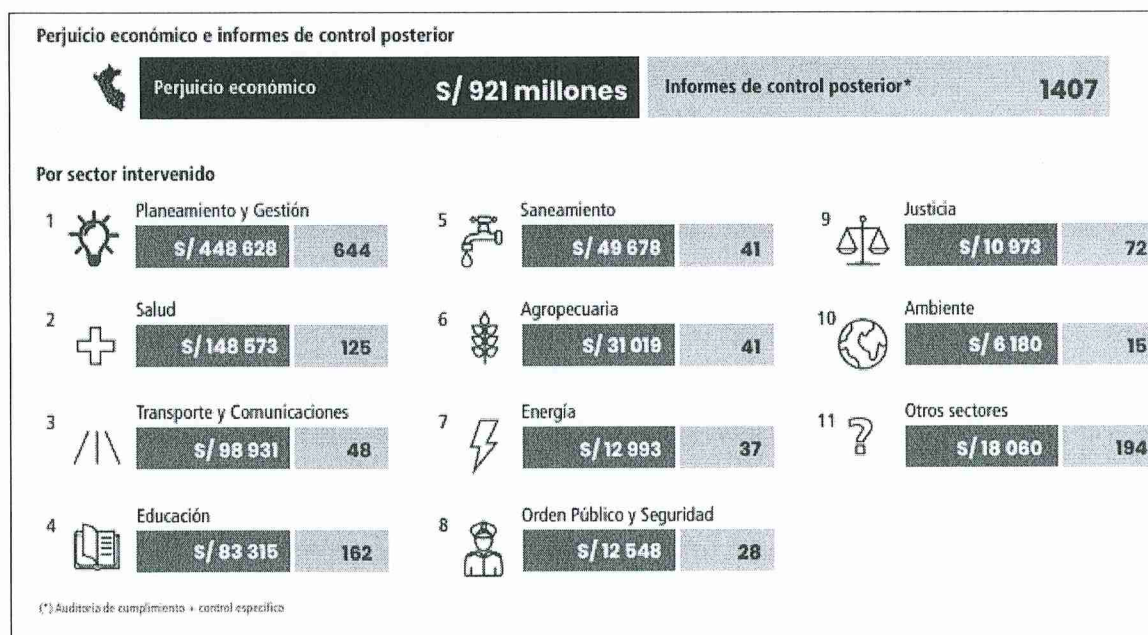 Perjuicio económico e informes de control posterior
Perjuicio económico S/ 921 millones Informes de control posterior* 1407
Por sector intervenido
1 Planeamiento y Gestión
S/ 448 628 644
2 Salud
S/ 148 573 125
3 Transporte y Comunicaciones
S/ 98 931 48
4 Educación
S/ 83 315 162
5 Saneamiento
S/ 49 678 41
6 Agropecuaria
S/ 31 019 41
7 Energía
S/ 12 993 37
8 Orden Público y Seguridad
S/ 12 548 28
9 Justicia
S/ 10 973 72
10 Ambiente
S/ 6 180 15
11 Otros sectores
S/ 18 060 194
(*) Auditoría de cumplimiento + control específico